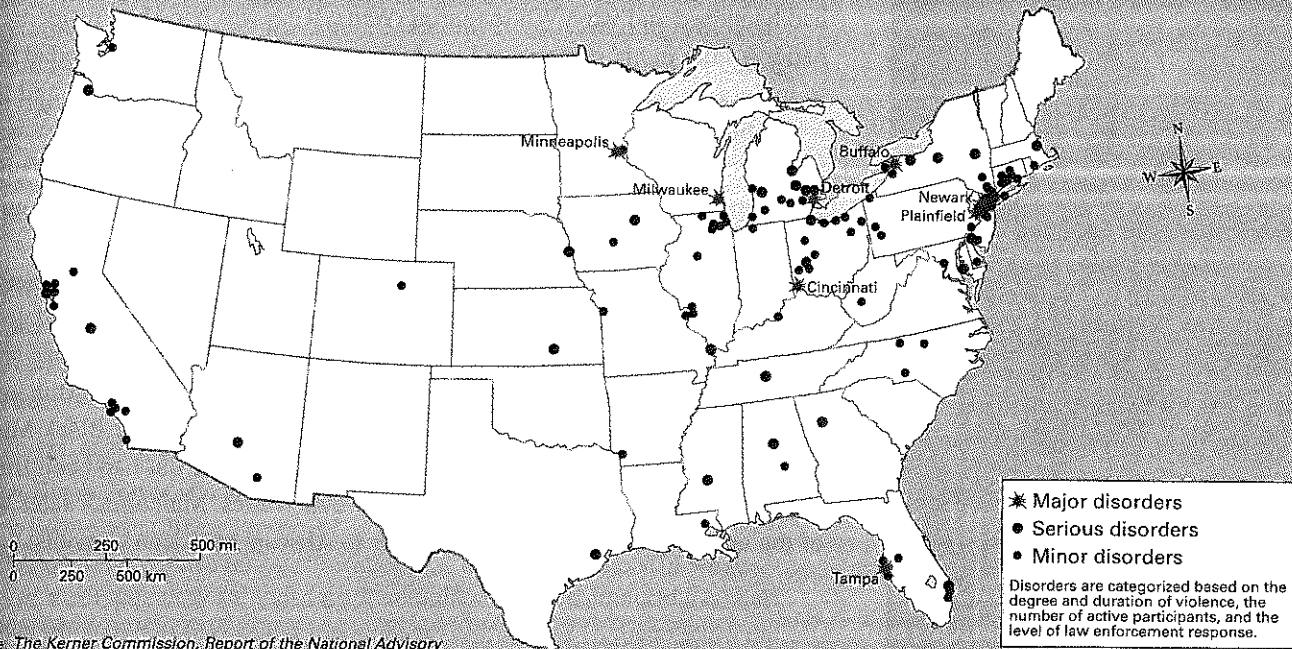 Minneapolis
Milwaukee
Buffalo
Detroit
Newark
Plainfield
Cincinnati
Tampa
N
W E
S
0 250 500 mi.
0 250 500 km
Major disorders
Serious disorders
Minor disorders
Disorders are categorized based on the
degree and duration of violence, the
number of active participants, and the
level of law enforcement response.
The Kerner Commission, Report of the National Advisory